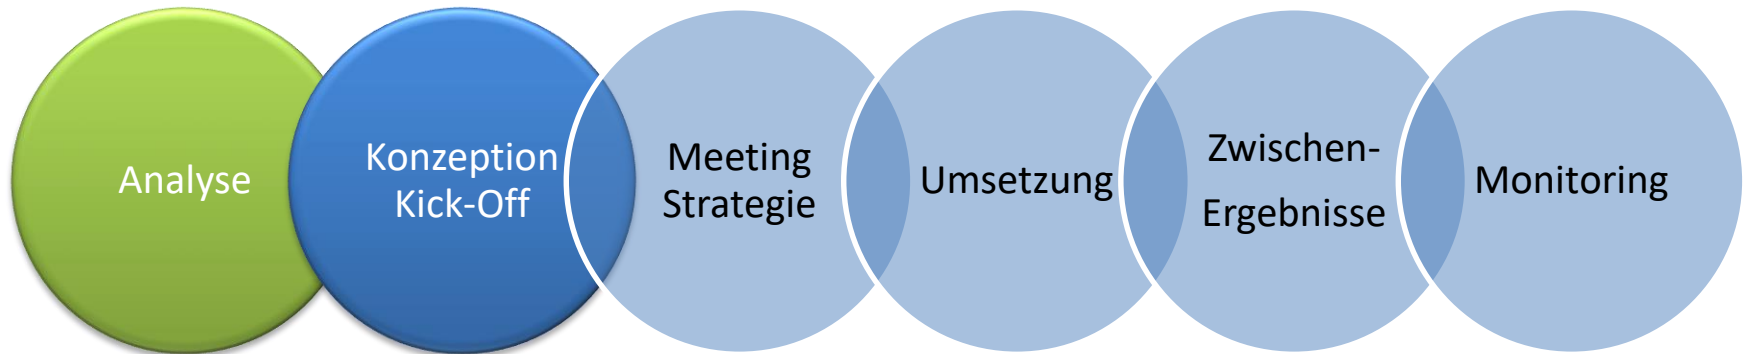 Analyse
Konzeption
Kick-Off
Meeting
Strategie
Umsetzung
Zwischen-
Ergebnisse
Monitoring